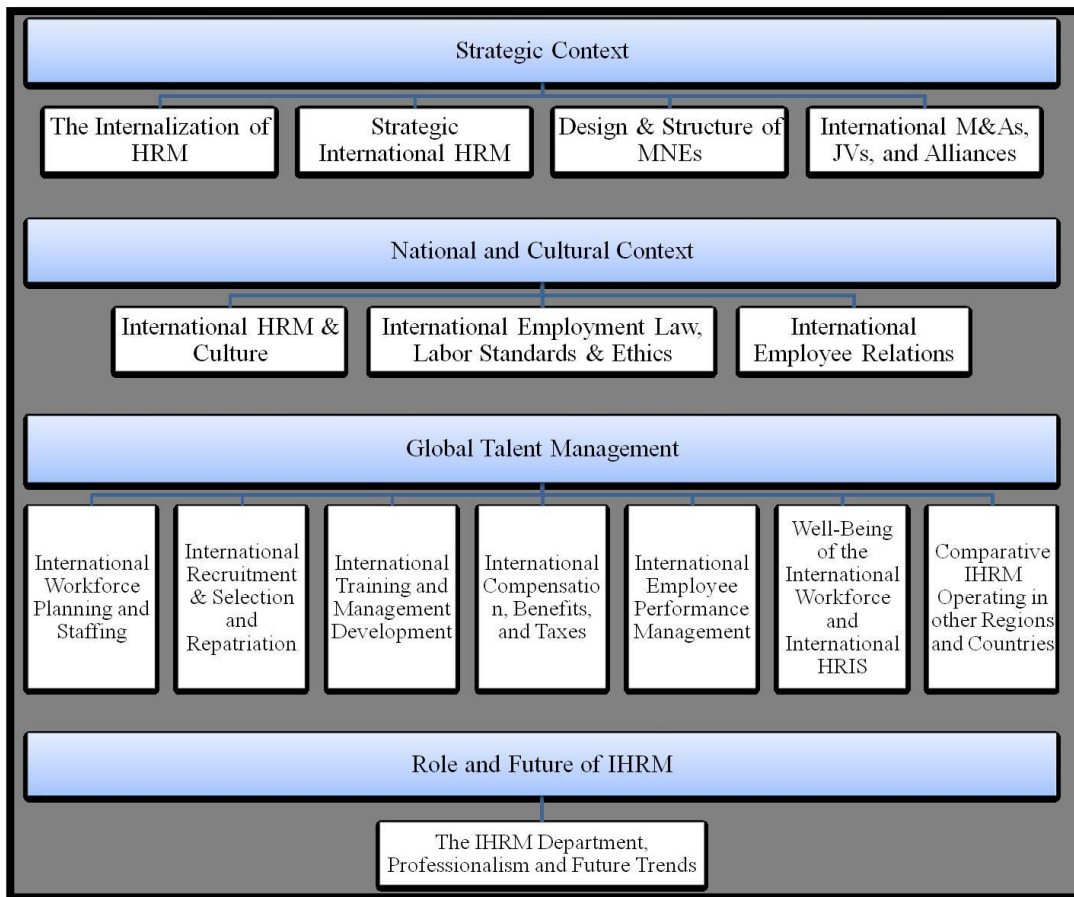 Strategic Context
The Internalization of
HRM
Strategic
International HRM
Design & Structure of
MNEs
International M&As,
JVs, and Alliances
National and Cultural Context
International HRM &
Culture
International Employment Law,
Labor Standards & Ethics
International
Employee Relations
Global Talent Management
International
Workforce
Planning and
Staffing
International
Recruitment
& Selection
and
Repatriation
International
Training and
Management
Development
International
Compensatio
n, Benefits,
and Taxes
International
Employee
Performance
Management
Well-Being
of the
International
Workforce
and
International
HRIS
Comparative
IHRM
Operating in
other Regions
and Countries
Role and Future of IHRM
The IHRM Department,
Professionalism and Future Trends